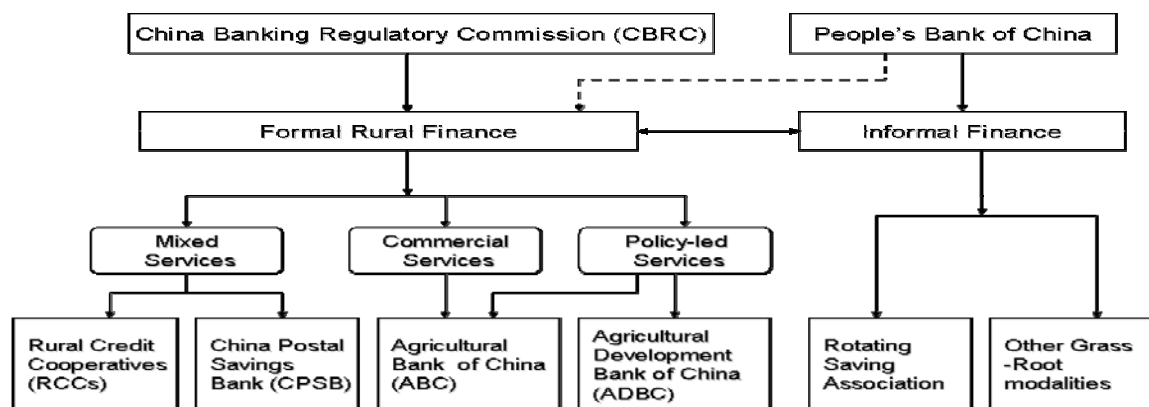 China Banking Regulatory Commission (CBRC)
People's Bank of China
Formal Rural Finance
Informal Finance
Mixed
Services
Commercial
Services
Policy-led
Services
Rural Credit
Cooperatives
(RCCs)
China Postal
Savings
Bank (CPSB)
Agricultural
Bank of China
(ABC)
Agricultural
Development
Bank of China
(ADBC)
Rotating
Saving
Association
Other Grass
-Root
modalities